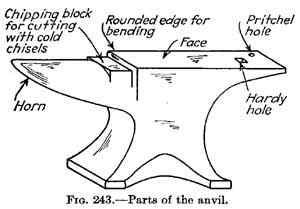 Chipping block
for cutting
with cold
chisels
Rounded edge for
bending
Face
Pritchel
hole
Hardy
hole
Horn
FIG. 243.—Parts of the anvil.